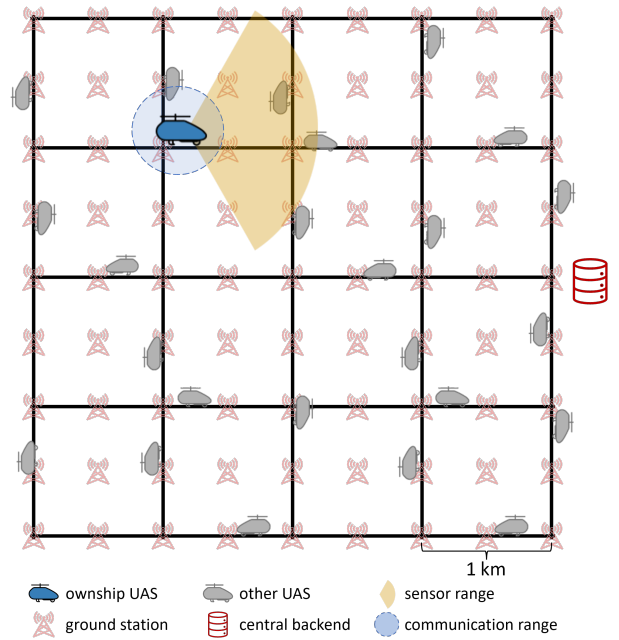 1 km
ownship UAS
other UAS
sensor range
ground station
central backend
communication range